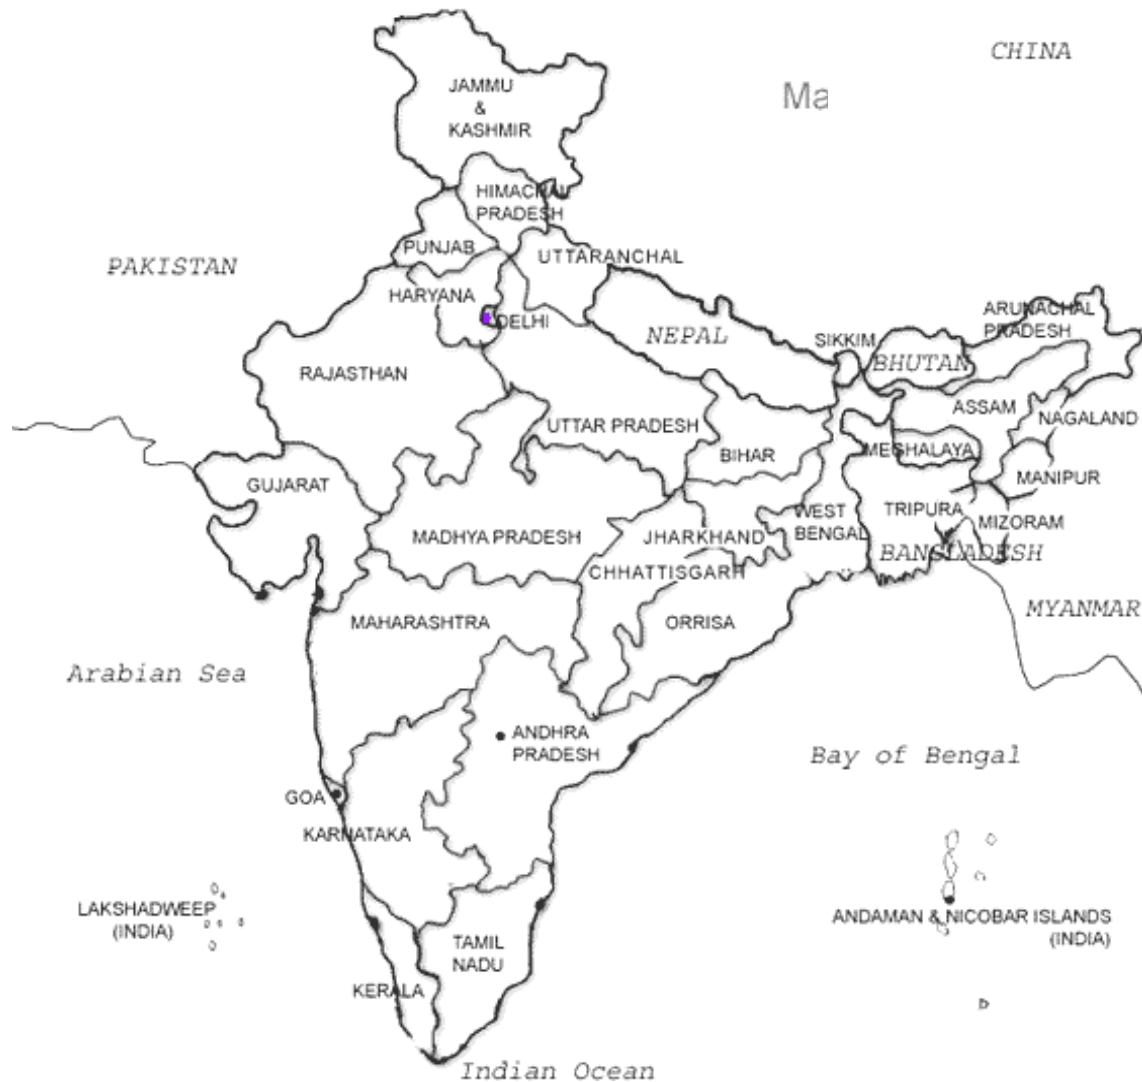 CHINA
JAMMU
&
KASHMIR
Ma
HIMACHAL
PRADESH
PUNJAB
UTTARANCHAL
PAKISTAN
HARYANA
DELHI
NEPAL
SIKKIM
BHUTAN
ARUNACHAL
PRADESH
RAJASTHAN
UTTAR PRADESH
BIHAR
ASSAM
NAGALAND
MEGHALAYA
MANIPUR
GUJARAT
MADHYA PRADESH
JHARKHAND
WEST
BENGAL
TRIPURA
MIZORAM
BANGLADESH
CHHATTISGARH
MYANMAR
MAHARASHTRA
ORRISA
Arabian Sea
ANDHRA
PRADESH
Bay of Bengal
GOA
KARNATAKA
LAKSHADWEEP
(INDIA)
ANDAMAN & NICOBAR ISLANDS
(INDIA)
TAMIL
NADU
KERALA
Indian Ocean